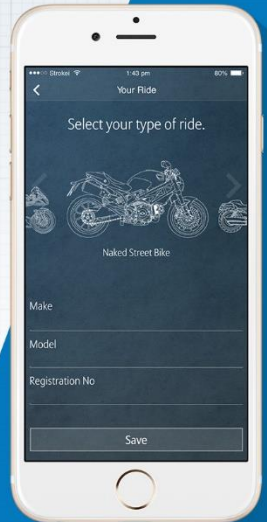 Strokei 1:43 pm 80%
Your Ride
Select your type of ride.
Naked Street Bike
Make
Model
Registration No
Save